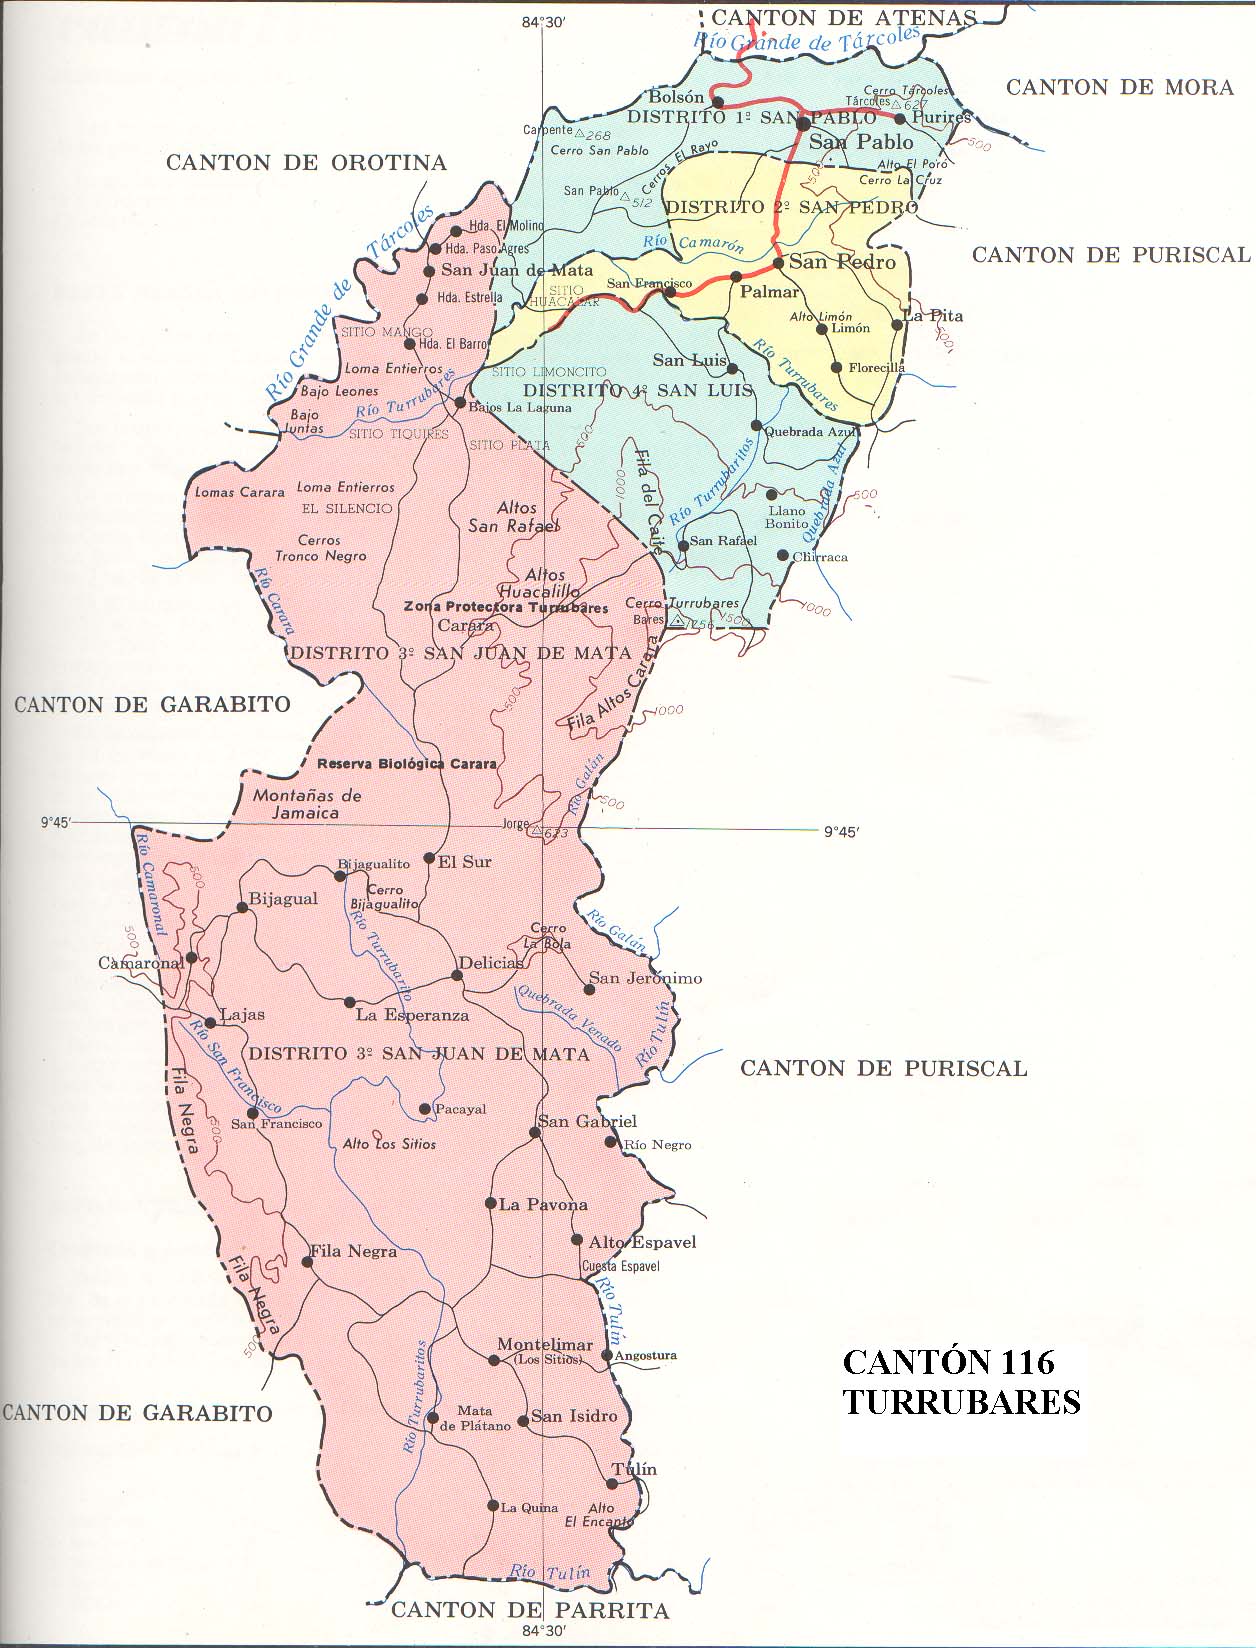 84°30'
CANTON DE ATENAS
Río Grande de Tárcoles
CANTON DE MORA
Bolsón
Cerro Tárcoles
Tárcoles 627
DISTRITO 1º SAN PABLO
Purires
Carpente 268
San Pablo
500
CANTON DE OROTINA
Cerro San Pablo
Cerros El Rayo
Alto El Poró
Cerro La Cruz
500
San Pablo 512
DISTRITO 2º SAN PEDRO
Río Grande de Tárcoles
Hda. El Molino
Hda. Paso Agres
Río Camarón
CANTON DE PURISCAL
San Juan de Mata
San Pedro
San Francisco
Palmar
Hda. Estrella
SITIO
HUACALAR
Alto Limón
La Pita
Limón
500
SITIO MANGO
Hda. El Barro
Río Turrubares
San Luis
Florecilla
Loma Entierros
SITIO LIMONCITO
Bajo Leones
DISTRITO 4º SAN LUIS
Río Turrubares
Bajos La Laguna
Bajo
Juntas
SITIO TIQUIRES
SITIO PLATA
500
Quebrada Azul
Río Turrubaritos
Quebrada Azul
Fila del Caite
1000
Lomas Carara
Loma Entierros
EL SILENCIO
500
Llano
Bonito
Altos
San Rafael
San Rafael
Chirraca
Cerros
Tronco Negro
Río Carara
Altos
Huacalillo
Zona Protectora Turrubares
Cerro Turrubares
Bares 1756
1500
1000
Carara
DISTRITO 3º SAN JUAN DE MATA
Fila Altos Carara
500
1000
CANTON DE GARABITO
Reserva Biológica Carara
Río Galán
500
Montañas de
Jamaica
9°45'
Jorge 623
9°45'
Río Camaronal
500
Bijagualito
El Sur
Cerro
Bijagualito
Bijagual
Río Turrubarito
Río Galán
500
Cerro
La Bola
Camaronal
Delicias
San Jerónimo
Lajas
La Esperanza
Quebrada Venado
Río Tulín
Río San Francisco
DISTRITO 3º SAN JUAN DE MATA
CANTON DE PURISCAL
Fila Negra
500
San Francisco
Pacayal
San Gabriel
Alto Los Sitios
Río Negro
La Pavona
Fila Negra
Alto Espavel
Cuesta Espavel
Fila Negra
Río Tulín
500
Montelimar
(Los Sitios)
Angostura
CANTÓN 116
TURRUBARES
CANTON DE GARABITO
Río Turrubaritos
Mata
de Plátano
San Isidro
Tulín
La Quina
Alto
El Encanto
Río Tulín
CANTON DE PARRITA
84°30'